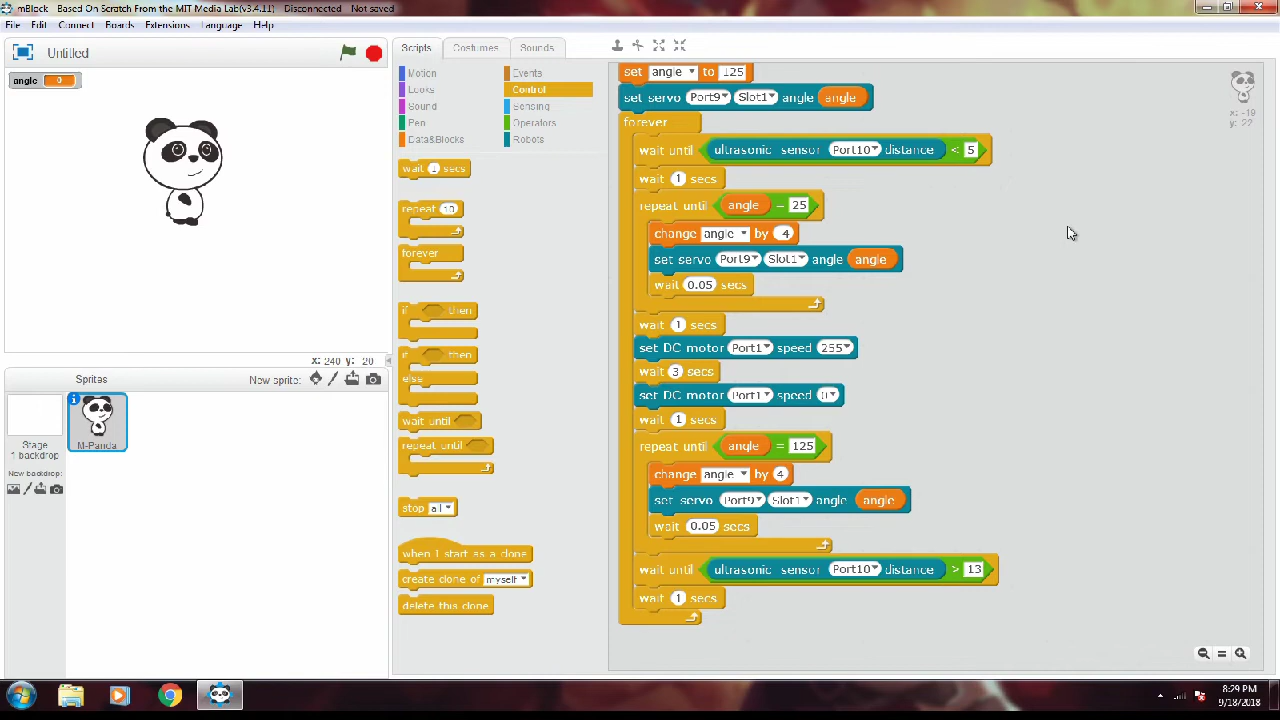 mBlock - Based On Scratch From the MIT Media Lab(v3.4.11) - Disconnected - Not saved
File Edit Connect Boards Extensions Language Help
Untitled
angle 0
x: 240 y: -20
Sprites New sprite:
Stage
1 backdrop
New backdrop:
M-Panda
Scripts Costumes Sounds
Motion Events
Looks Control
Sound Sensing
Pen Operators
Data&Blocks Robots
wait 1 secs
repeat 10
forever
if then
if then
else
wait until
repeat until
stop all
when I start as a clone
create clone of myself
delete this clone
set angle to 125
set servo Port9 Slot1 angle angle
forever
wait until ultrasonic sensor Port10 distance < 5
wait 1 secs
repeat until angle = 25
change angle by -4
set servo Port9 Slot1 angle angle
wait 0.05 secs
wait 1 secs
set DC motor Port1 speed 255
wait 3 secs
set DC motor Port1 speed 0
wait 1 secs
repeat until angle = 125
change angle by 4
set servo Port9 Slot1 angle angle
wait 0.05 secs
wait until ultrasonic sensor Port10 distance > 13
wait 1 secs
x: -19
y: 22
8:29 PM
9/18/2018